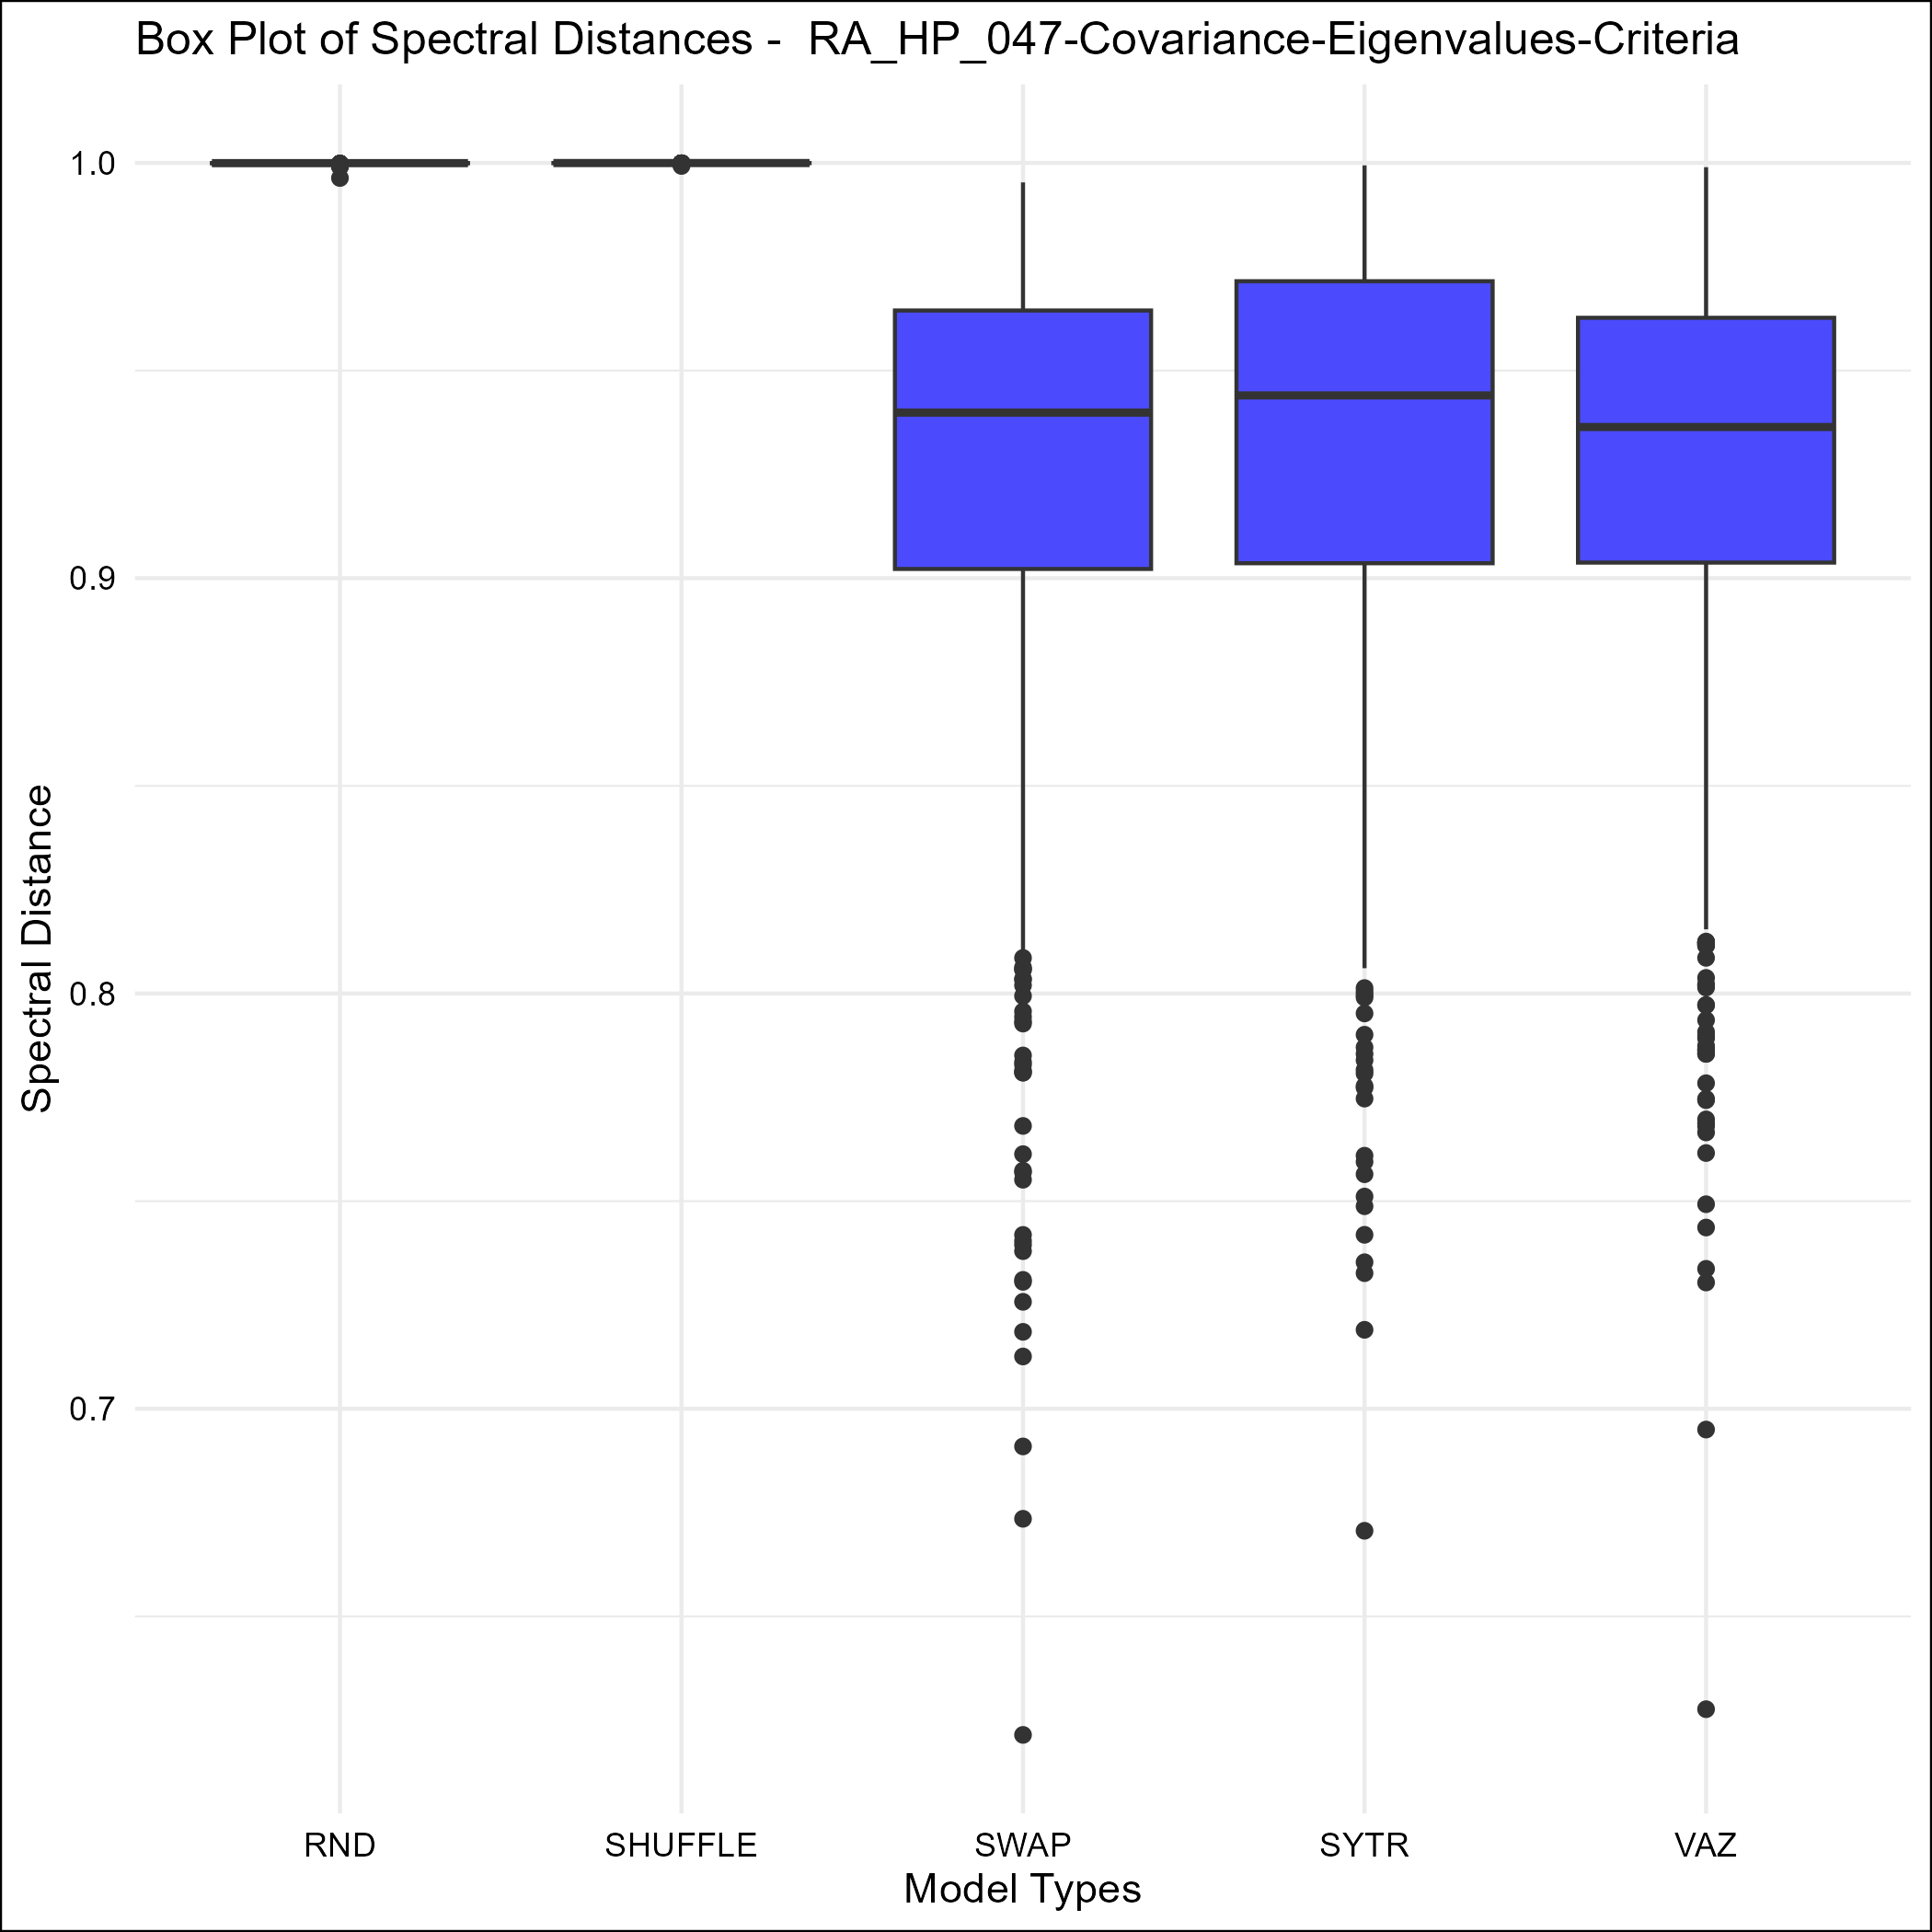 Box Plot of Spectral Distances -  RA_HP_047-Covariance-Eigenvalues-Criteria
Spectral Distance
1.0
0.9
0.8
0.7
RND SHUFFLE SWAP SYTR VAZ
Model Types